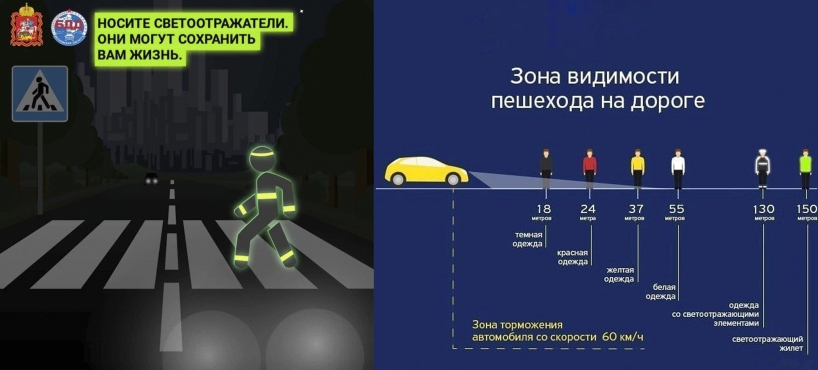 БДД
НОСИТЕ СВЕТООТРАЖАТЕЛИ.
ОНИ МОГУТ СОХРАНИТЬ
ВАМ ЖИЗНЬ.
Зона видимости
пешехода на дороге
18
метров
24
метра
37
метров
55
метров
130
метров
150
метров
темная
одежда
красная
одежда
желтая
одежда
белая
одежда
одежда
со светоотражающими
элементами
светоотражающий
жилет
Зона торможения
автомобиля со скорости 60 км/ч